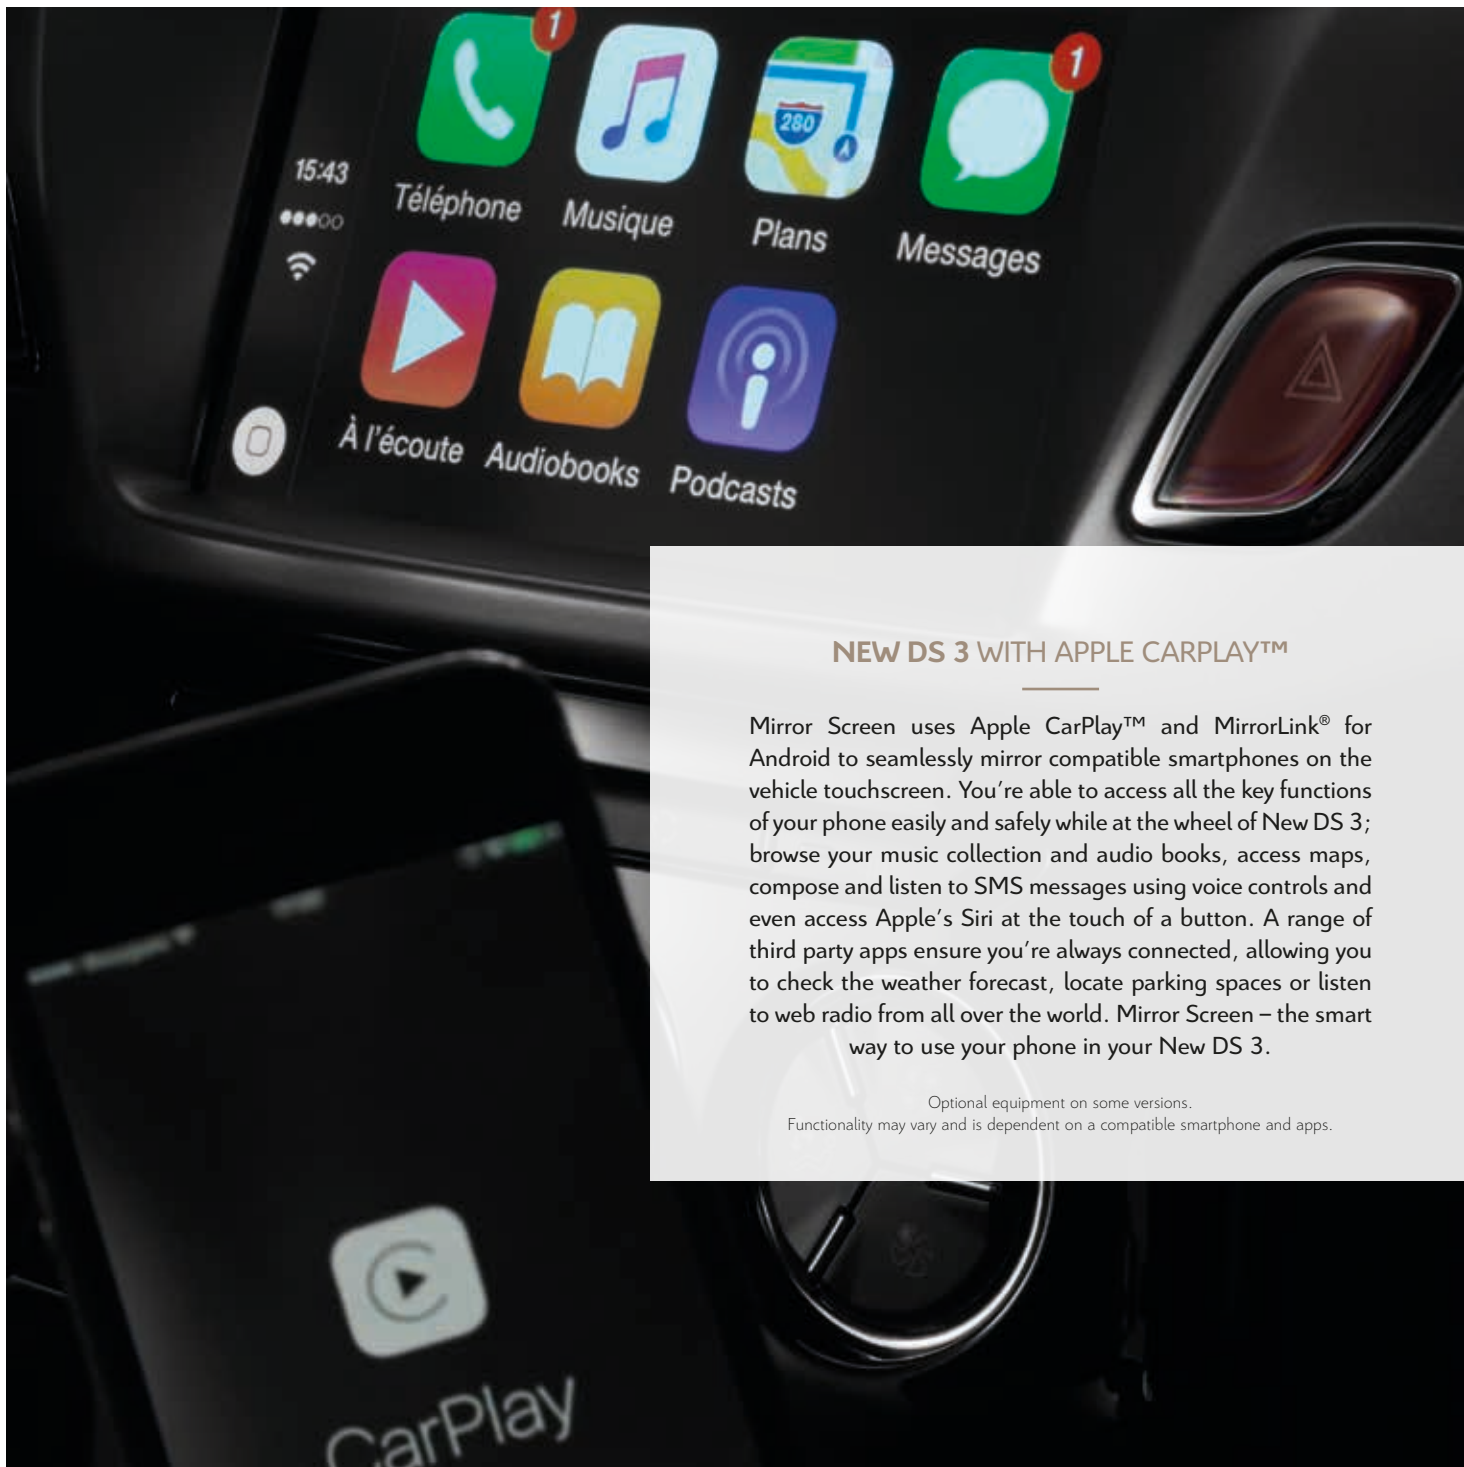 1
1
280
15:43
Téléphone
Musique
Plans
Messages
À l'écoute
Audiobooks
Podcasts
NEW DS 3 WITH APPLE CARPLAY™
Mirror Screen uses Apple CarPlay™ and MirrorLink® for
Android to seamlessly mirror compatible smartphones on the
vehicle touchscreen. You're able to access all the key functions
of your phone easily and safely while at the wheel of New DS 3;
browse your music collection and audio books, access maps,
compose and listen to SMS messages using voice controls and
even access Apple's Siri at the touch of a button. A range of
third party apps ensure you're always connected, allowing you
to check the weather forecast, locate parking spaces or listen
to web radio from all over the world. Mirror Screen – the smart
way to use your phone in your New DS 3.
Optional equipment on some versions.
Functionality may vary and is dependent on a compatible smartphone and apps.
CarPlay